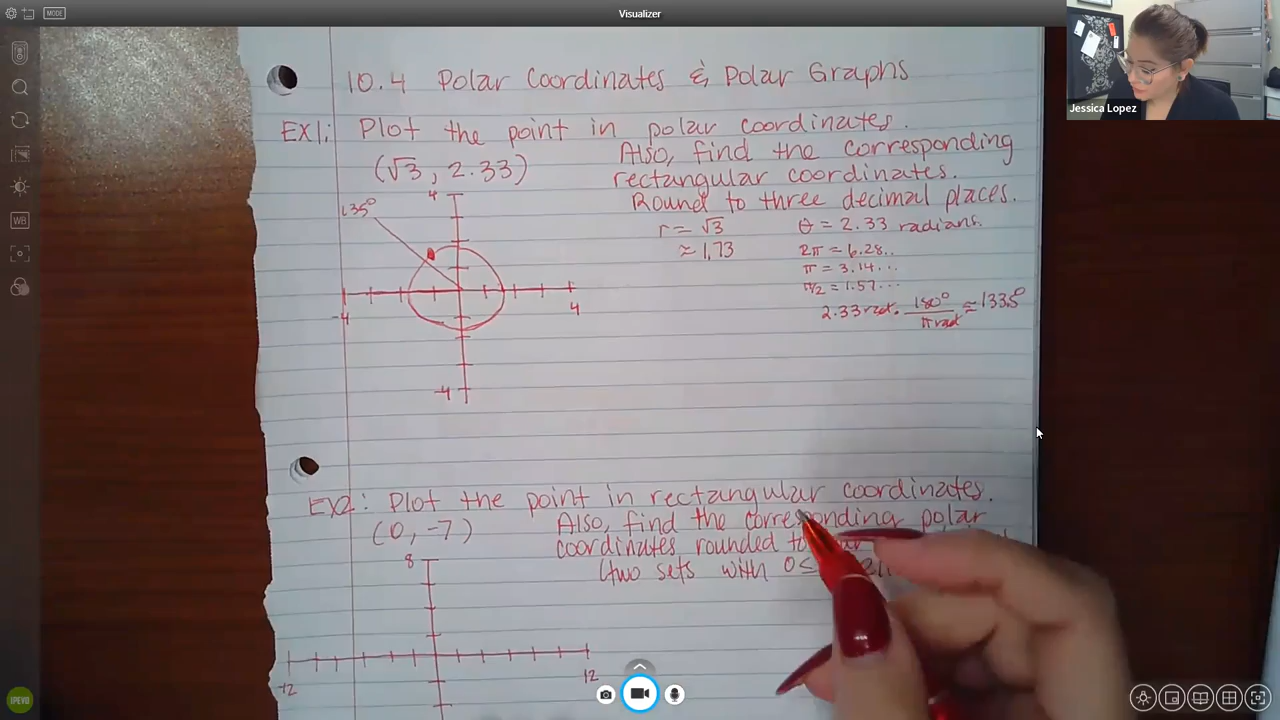 MODE
Visualizer
WB
IPEVO
Jessica Lopez
10.4 Polar Coordinates & Polar Graphs
EX1: Plot the point in polar coordinates.
(√3, 2.33)
Also, find the corresponding
rectangular coordinates.
Round to three decimal places.
r = √3
≈ 1.73
θ = 2.33 radians.
2π = 6.28..
π = 3.14...
π/2 = 1.57...
2.33 rad. 180°/π rad ≈ 133.5°
4
135°
-4
4
-4
EX2: Plot the point in rectangular coordinates.
(0, -7)
Also, find the corresponding polar
coordinates rounded to
(two sets with 0≤
8
-12
12